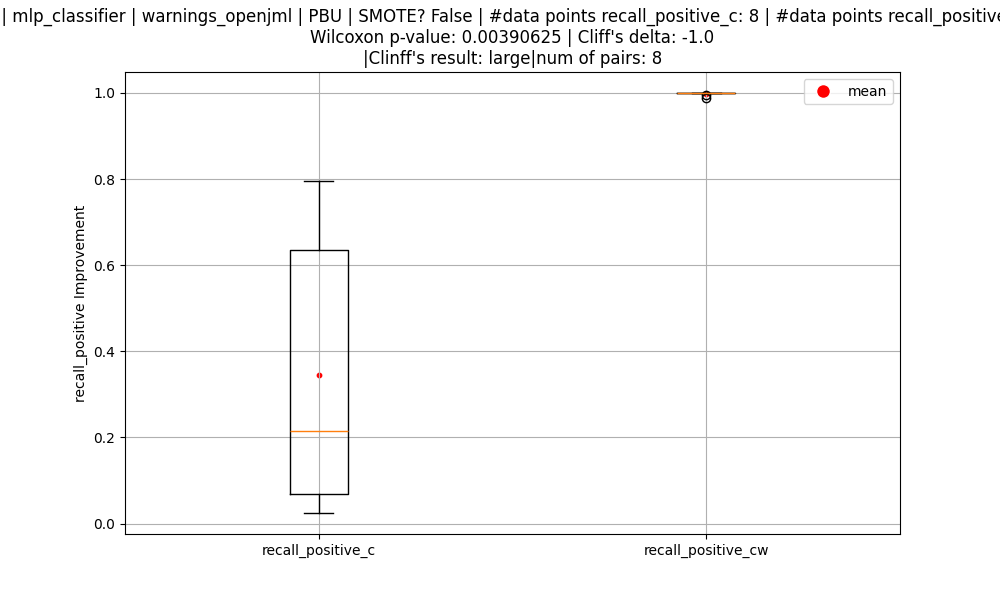 | mlp_classifier | warnings_openjml | PBU | SMOTE? False | #data points recall_positive_c: 8 | #data points recall_positive
Wilcoxon p-value: 0.00390625 | Cliff's delta: -1.0
|Clinff's result: large|num of pairs: 8
mean
1.0
0.8
0.6
0.4
0.2
0.0
recall_positive Improvement
recall_positive_c
recall_positive_cw